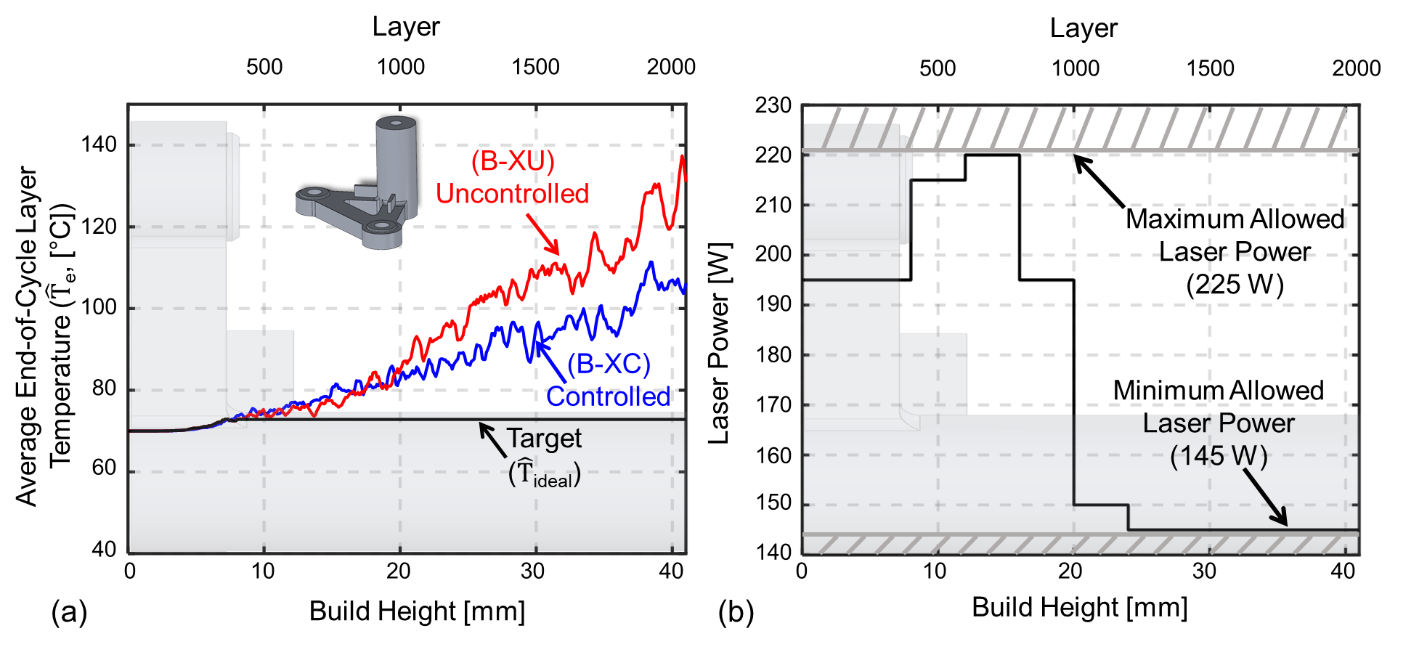 Layer
500 1000 1500 2000
140
120
100
80
60
40
Average End-of-Cycle Layer
Temperature (T̂e, [°C])
(B-XU)
Uncontrolled
(B-XC)
Controlled
Target
(T̂ideal)
0 10 20 30 40
Build Height [mm]
(a)
Layer
500 1000 1500 2000
230
220
210
200
190
180
170
160
150
140
Laser Power [W]
Maximum Allowed
Laser Power
(225 W)
Minimum Allowed
Laser Power
(145 W)
0 10 20 30 40
Build Height [mm]
(b)